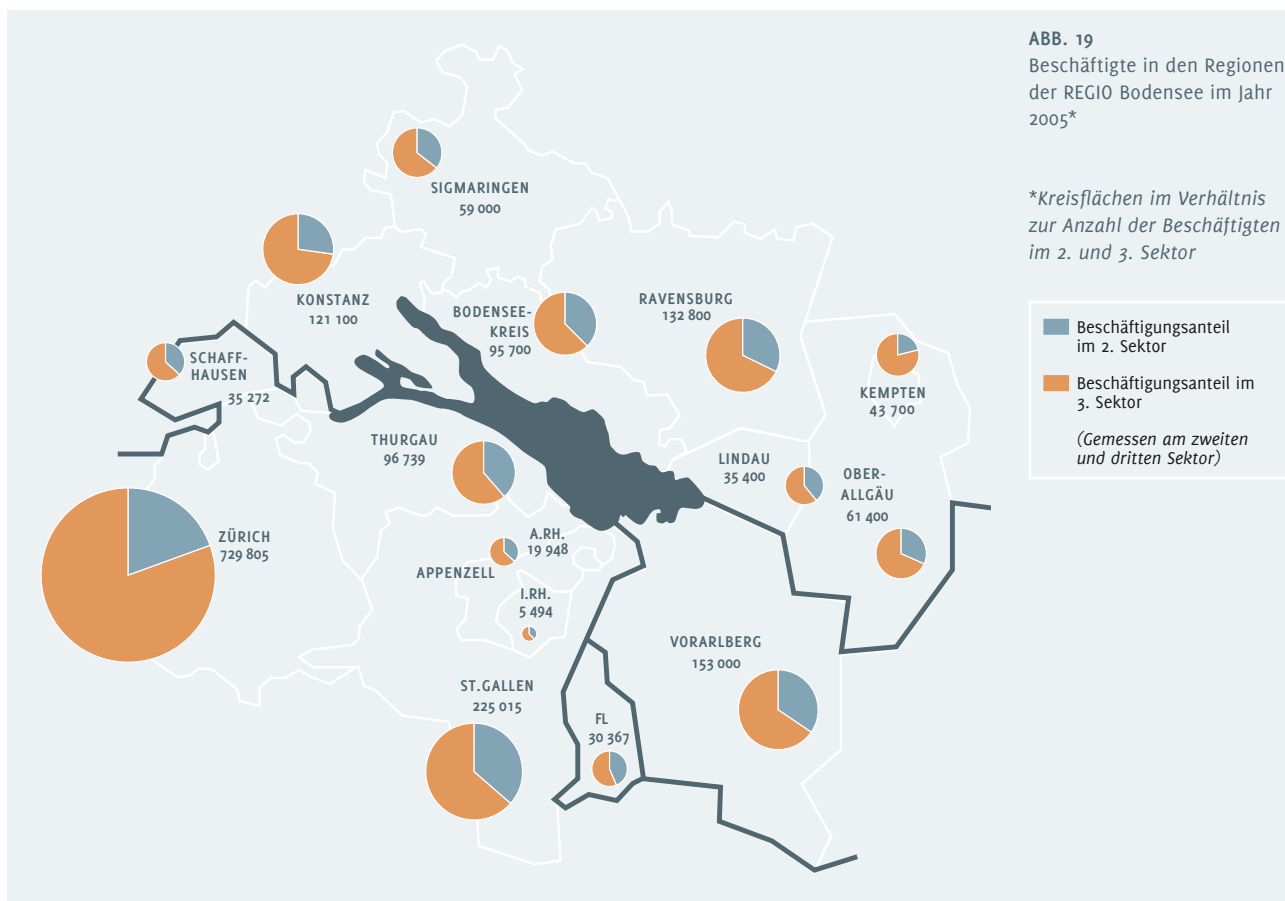 ABB. 19
Beschäftigte in den Regionen
der REGIO Bodensee im Jahr
2005*
*Kreisflächen im Verhältnis
zur Anzahl der Beschäftigten
im 2. und 3. Sektor
Beschäftigungsanteil
im 2. Sektor
Beschäftigungsanteil im
3. Sektor
(Gemessen am zweiten
und dritten Sektor)
SIGMARINGEN
59 000
KONSTANZ
121 100
BODENSEE-
KREIS
95 700
RAVENSBURG
132 800
SCHAFF-
HAUSEN
35 272
KEMPTEN
43 700
THURGAU
96 739
LINDAU
35 400
OBER-
ALLGÄU
61 400
ZÜRICH
729 805
A.RH.
19 948
APPENZELL
I.RH.
5 494
VORARLBERG
153 000
ST.GALLEN
225 015
FL
30 367